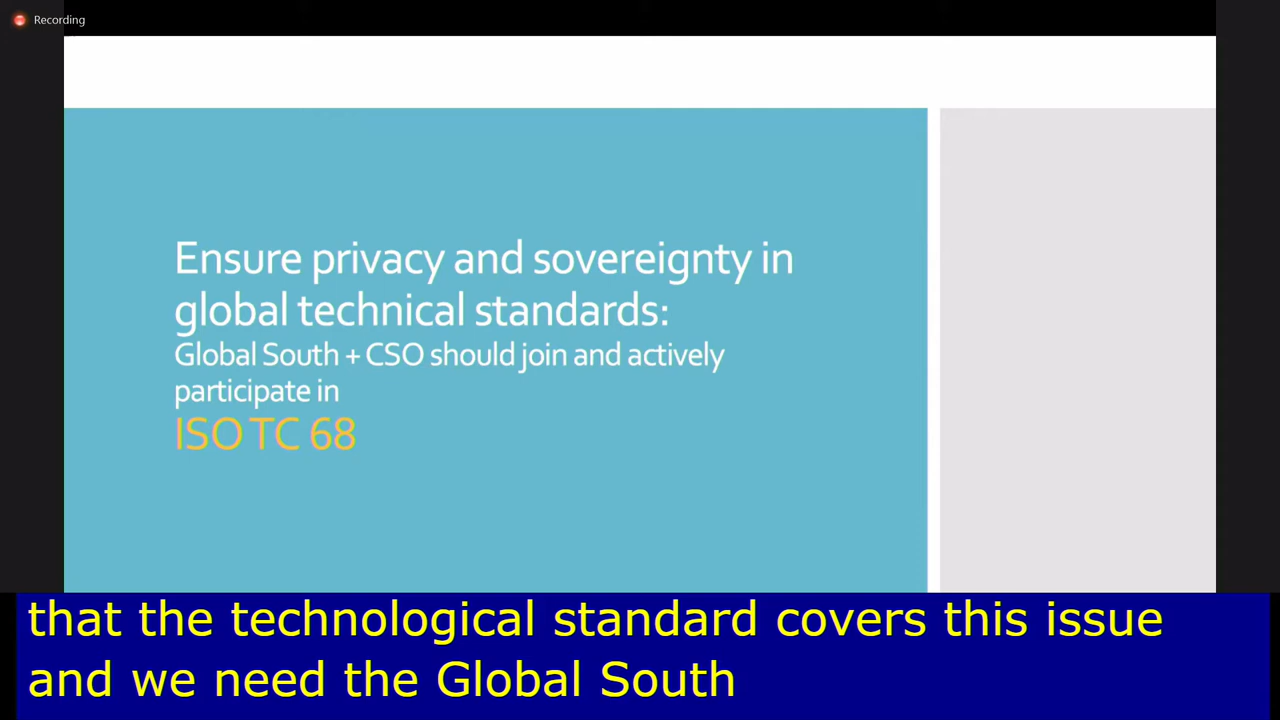 Recording
Ensure privacy and sovereignty in
global technical standards:
Global South + CSO should join and actively
participate in
ISO TC 68
that the technological standard covers this issue
and we need the Global South